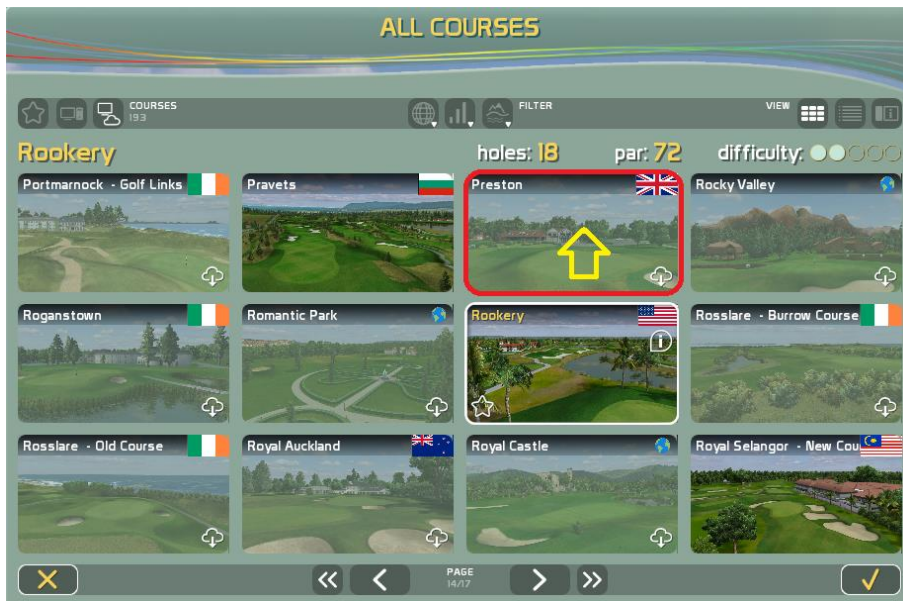 ALL COURSES
COURSES
193
FILTER
VIEW
Rookery
holes: 18
par: 72
difficulty:
Portmarnock - Golf Links
Pravets
Preston
Rocky Valley
Roganstown
Romantic Park
Rookery
Rosslare - Burrow Course
Rosslare - Old Course
Royal Auckland
Royal Castle
Royal Selangor - New Cou
PAGE
14/17